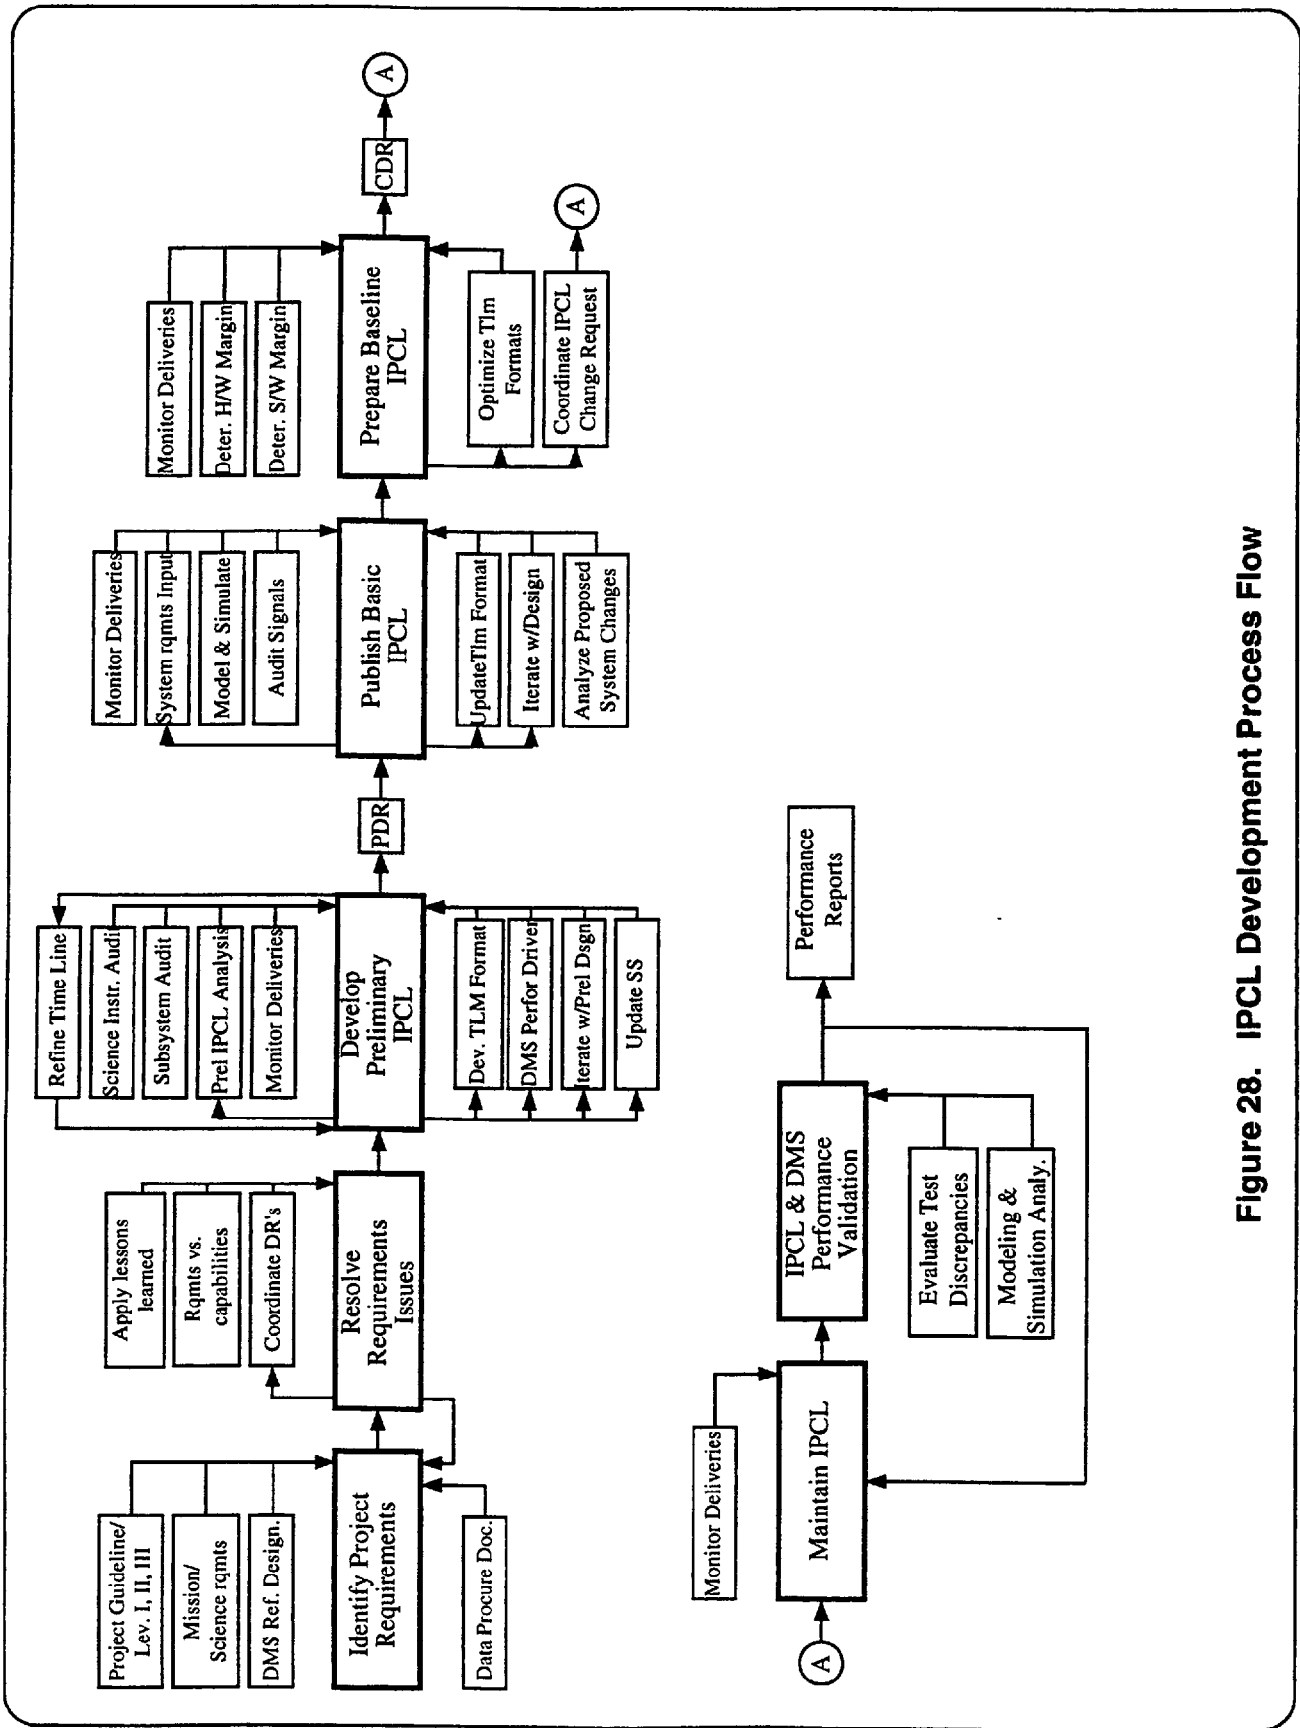 Project Guideline/
Lev. I, II, III
Mission/
Science rqmts
DMS Ref. Design.
Identify Project
Requirements
Data Procure Doc.
Apply lessons
learned
Rqmts vs.
capabilities
Coordinate DR's
Resolve
Requirements
Issues
Refine Time Line
Science Instr. Audit
Subsystem Audit
Prel IPCL Analysis
Monitor Deliveries
Develop
Preliminary
IPCL
Dev. TLM Format
DMS Perfor Driver
Iterate w/Prel Dsgn
Update SS
PDR
Monitor Deliveries
System rqmts Input
Model & Simulate
Audit Signals
Publish Basic
IPCL
UpdateTlm Format
Iterate w/Design
Analyze Proposed
System Changes
Monitor Deliveries
Deter. H/W Margin
Deter. S/W Margin
Prepare Baseline
IPCL
Optimize Tlm
Formats
Coordinate IPCL
Change Request
CDR
A
A
A
Monitor Deliveries
Maintain IPCL
IPCL & DMS
Performance
Validation
Evaluate Test
Discrepancies
Modeling &
Simulation Analy.
Performance
Reports
Figure 28. IPCL Development Process Flow